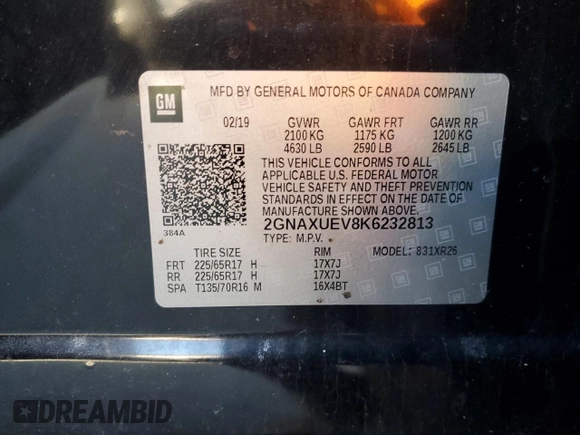 GM
MFD BY GENERAL MOTORS OF CANADA COMPANY
02/19 GVWR GAWR FRT GAWR RR
2100 KG 1175 KG 1200 KG
4630 LB 2590 LB 2645 LB
THIS VEHICLE CONFORMS TO ALL
APPLICABLE U.S. FEDERAL MOTOR
VEHICLE SAFETY AND THEFT PREVENTION
STANDARDS IN EFFECT ON THE DATE OF
MANUFACTURE SHOWN ABOVE.
2GNAXUEV8K6232813
384A
TYPE: M.P.V. MODEL: 831XR26
TIRE SIZE RIM
FRT 225/65R17 H 17X7J
RR 225/65R17 H 17X7J
SPA T135/70R16 M 16X4BT
DREAMBID